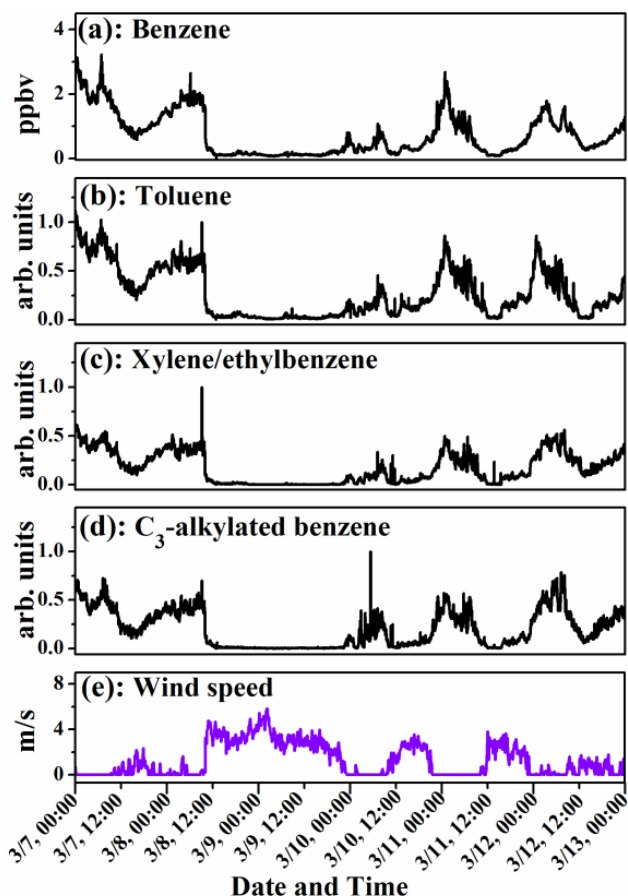 (a): Benzene
4
2
0
ppbv
(b): Toluene
1.0
0.5
0.0
arb. units
(c): Xylene/ethylbenzene
1.0
0.5
0.0
arb. units
(d): C₃-alkylated benzene
1.0
0.5
0.0
arb. units
(e): Wind speed
8
4
0
m/s
3/7, 00:00
3/7, 12:00
3/8, 00:00
3/8, 12:00
3/9, 00:00
3/9, 12:00
3/10, 00:00
3/10, 12:00
3/11, 00:00
3/11, 12:00
3/12, 00:00
3/12, 12:00
3/13, 00:00
Date and Time